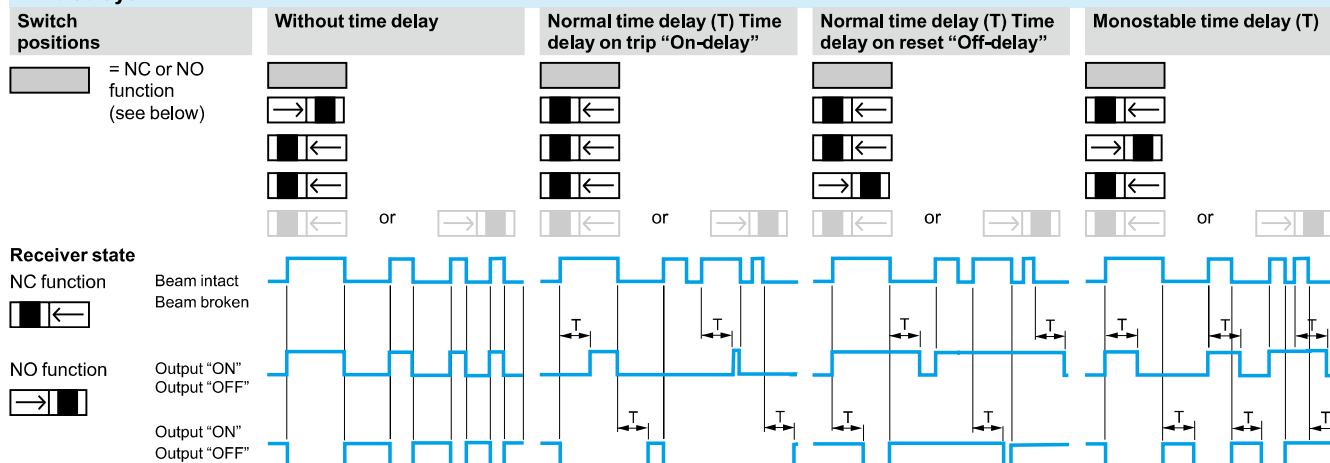 Switch positions
Without time delay
Normal time delay (T) Time delay on trip “On-delay”
Normal time delay (T) Time delay on reset “Off-delay”
Monostable time delay (T)
= NC or NO
function
(see below)
or
or
or
or
Receiver state
NC function
Beam intact
Beam broken
T
T
T
T
T
T
T
NO function
Output “ON”
Output “OFF”
T
T
T
T
T
T
T
Output “ON”
Output “OFF”